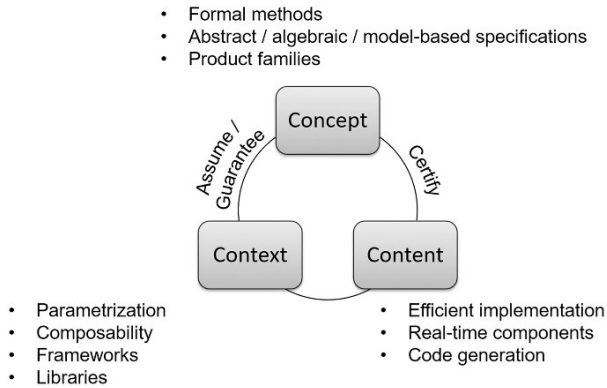 • Formal methods
• Abstract / algebraic / model-based specifications
• Product families
Concept
Assume /
Guarantee
Certify
Context
Content
• Parametrization
• Composability
• Frameworks
• Libraries
• Efficient implementation
• Real-time components
• Code generation